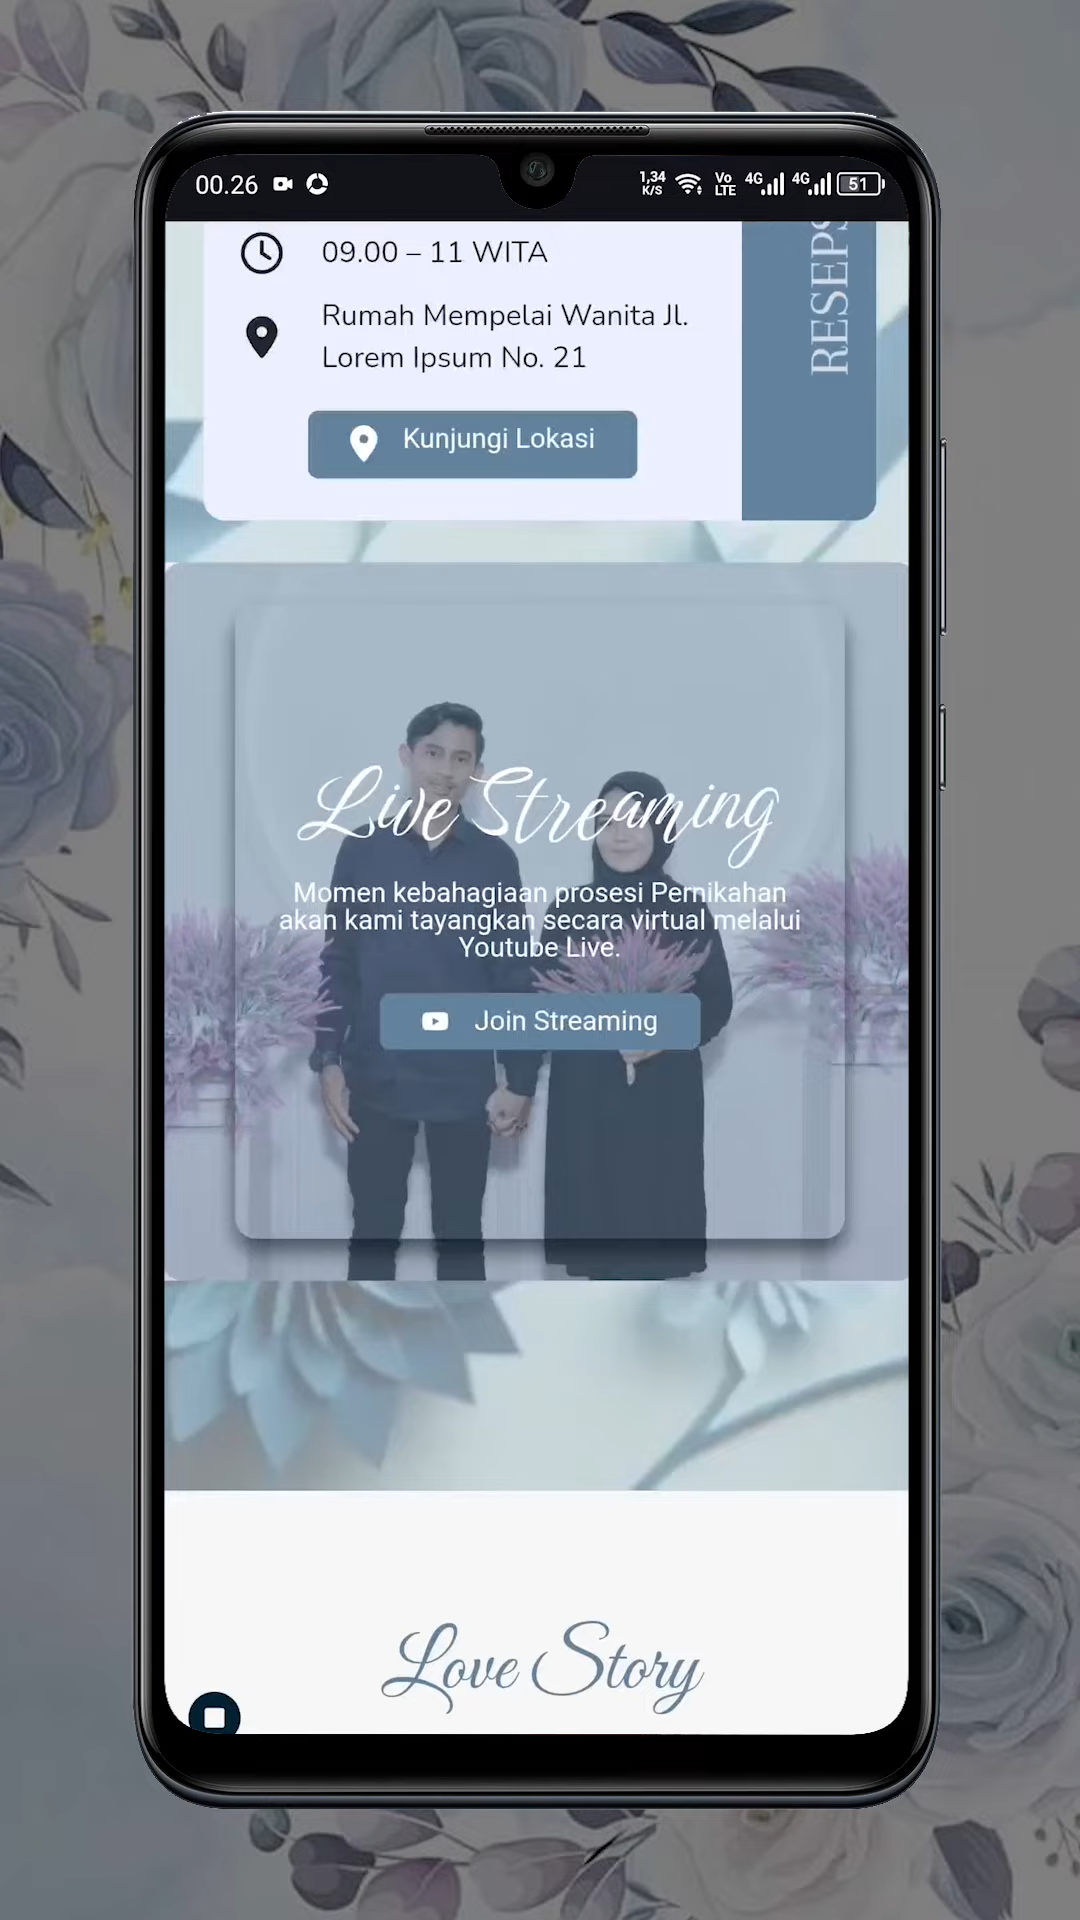 00.26
1,34
K/S
Vo
LTE
4G
4G
51
09.00 – 11 WITA
Rumah Mempelai Wanita Jl.
Lorem Ipsum No. 21
Kunjungi Lokasi
Live Streaming
Momen kebahagiaan prosesi Pernikahan
akan kami tayangkan secara virtual melalui
Youtube Live.
Join Streaming
Love Story